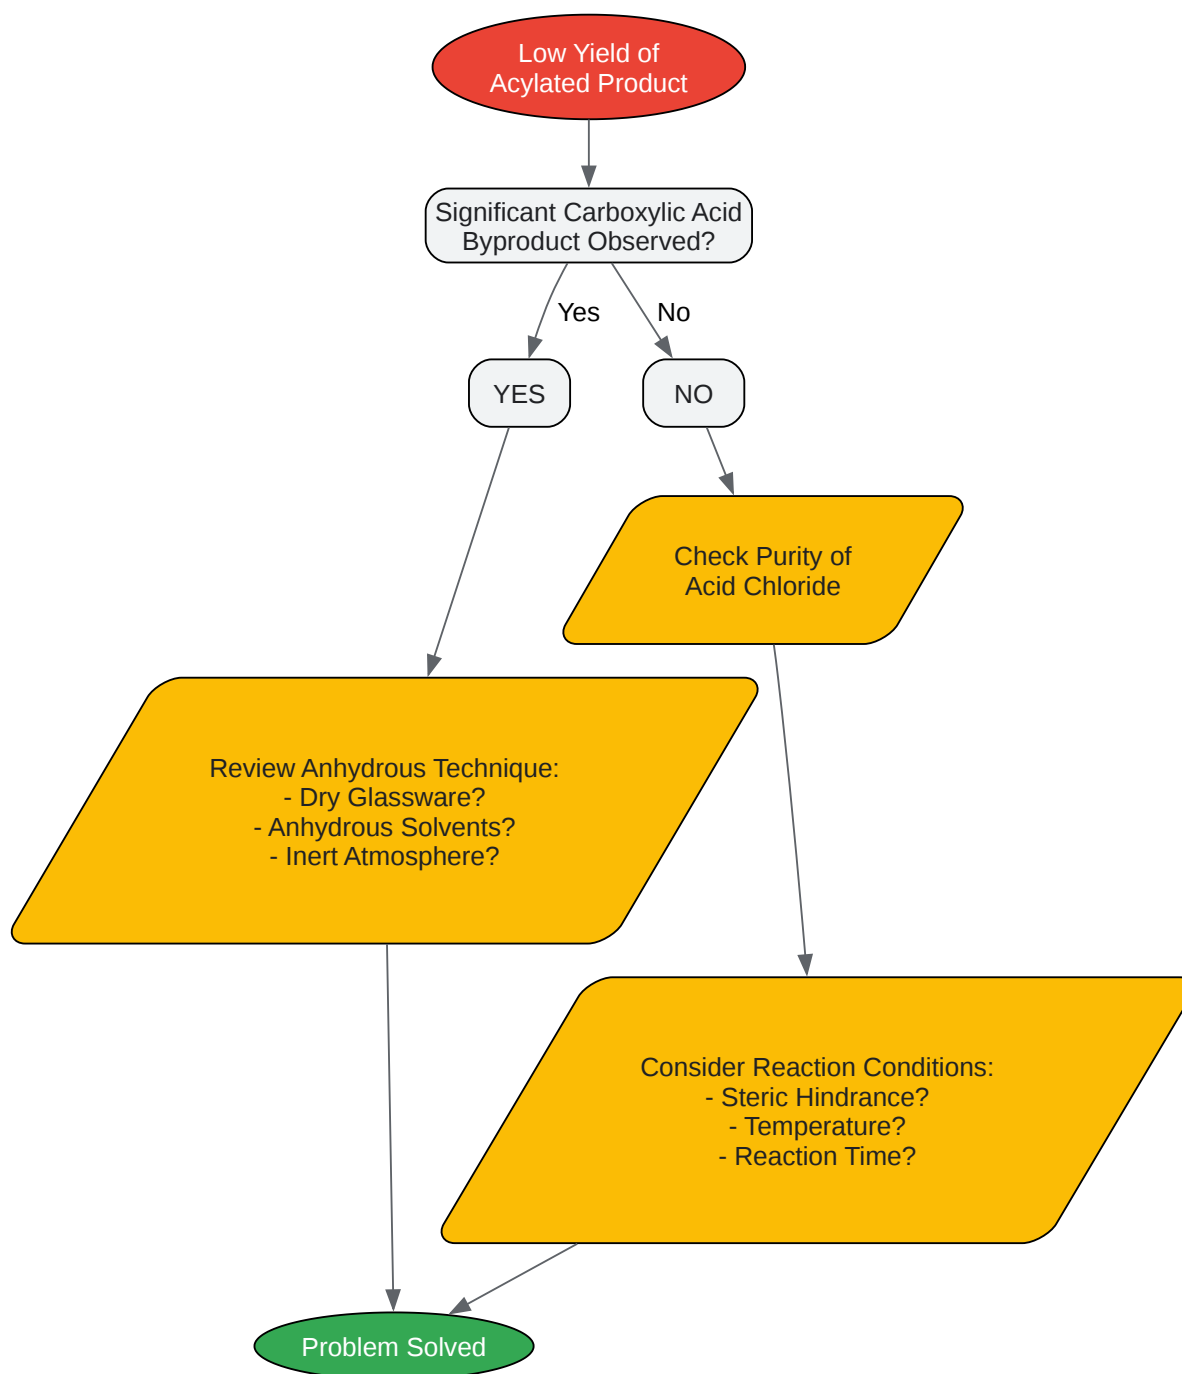 Low Yield of
Acylated Product
Significant Carboxylic Acid
Byproduct Observed?
Yes
No
YES
NO
Check Purity of
Acid Chloride
Review Anhydrous Technique:
- Dry Glassware?
- Anhydrous Solvents?
- Inert Atmosphere?
Consider Reaction Conditions:
- Steric Hindrance?
- Temperature?
- Reaction Time?
Problem Solved